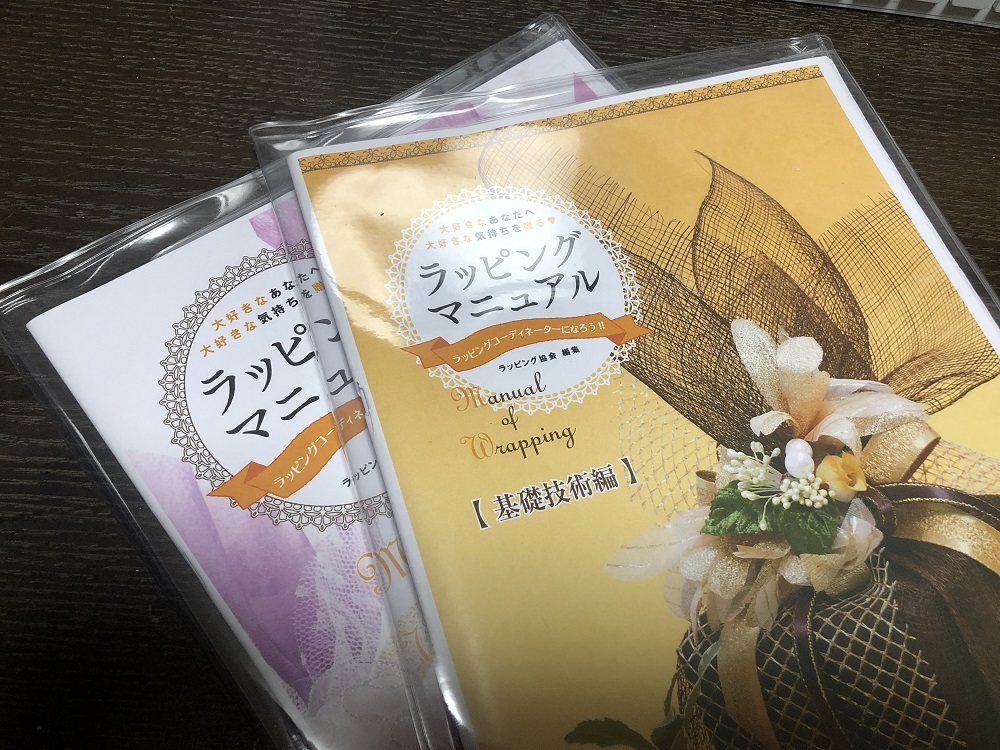 大好きなあなたへ
大好きな気持ちを贈る♥
ラッピング
マニュアル
ラッピングコーディネーターになろう!!
ラッピング協会 編集
Manual
of
Wrapping
【基礎技術編】
大好きなあなたへ
大好きな気持ちを
ラッピン
マニュ
ラッピングコーディネ
ラッピン
M